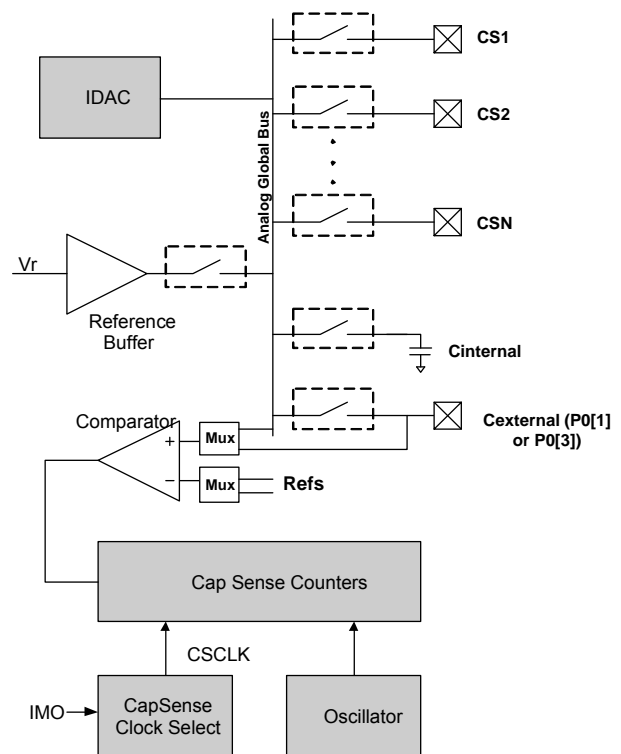 CS1
IDAC
CS2
Analog Global Bus
CSN
Vr
Reference
Buffer
Cinternal
Comparator
+
Mux
Cexternal (P0[1]
or P0[3])
−
Mux
Refs
Cap Sense Counters
CSCLK
IMO
CapSense
Clock Select
Oscillator